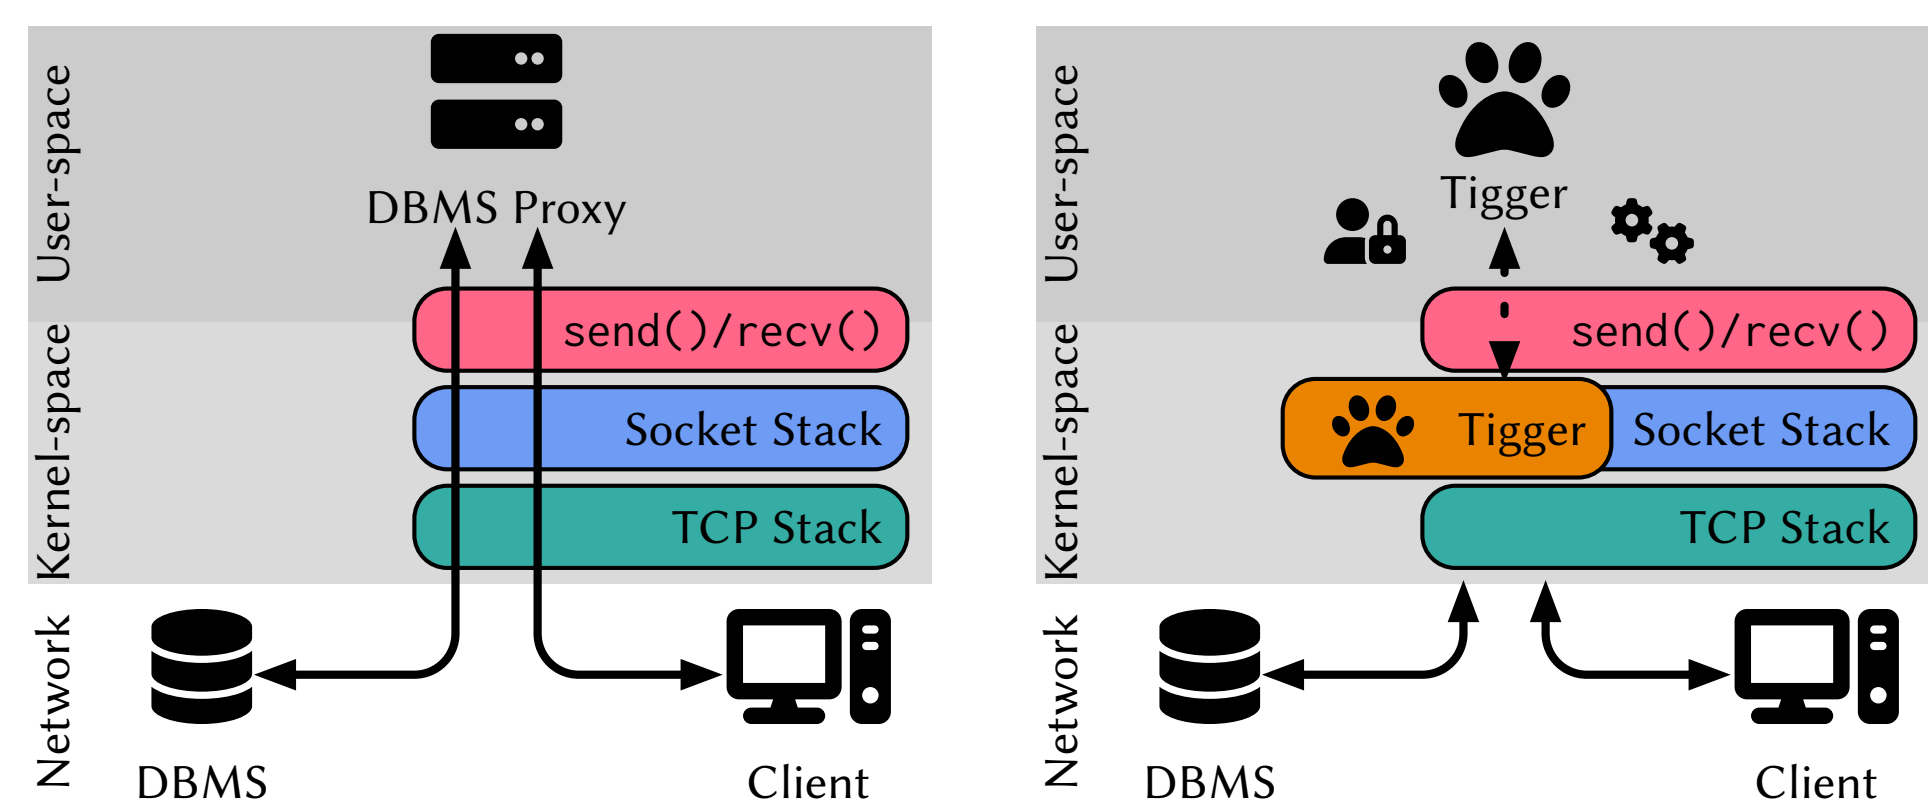 User-space
Kernel-space
Network
DBMS Proxy
send()/recv()
Socket Stack
TCP Stack
DBMS
Client
User-space
Kernel-space
Network
Tigger
send()/recv()
Tigger
Socket Stack
TCP Stack
DBMS
Client